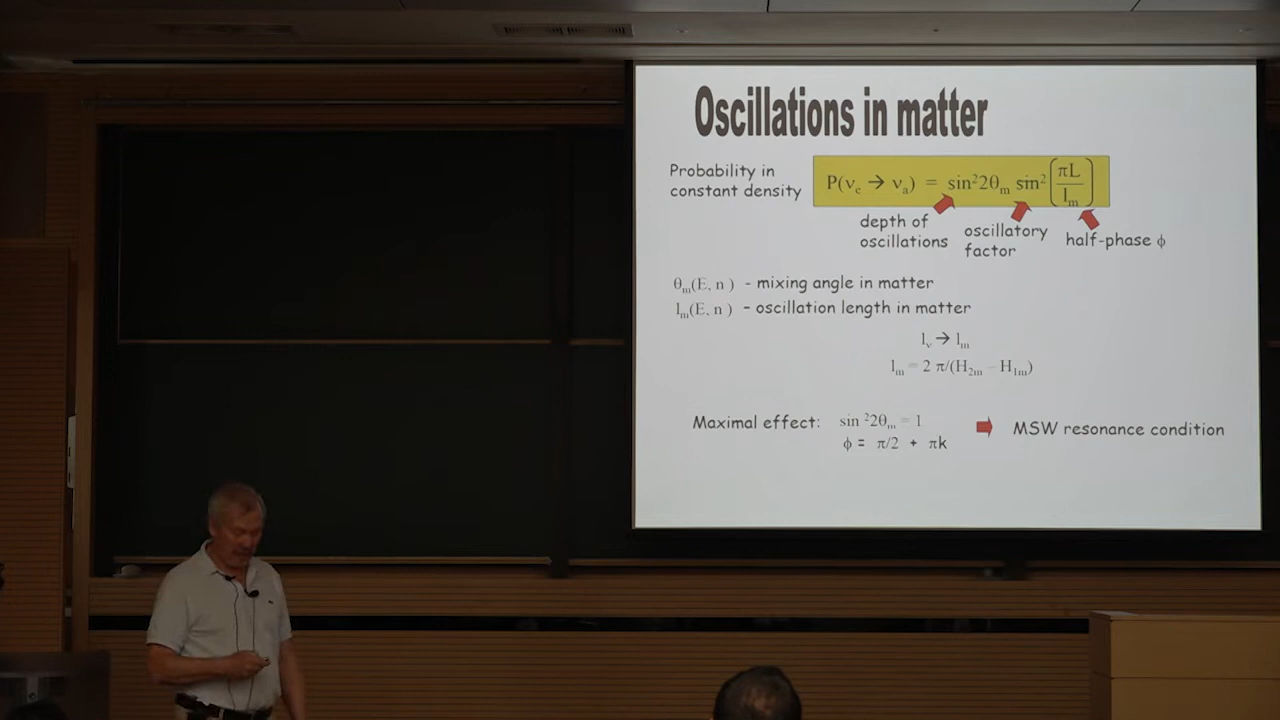 Oscillations in matter
Probability in
constant density
P(νe → νa) = sin²2θm sin² (πL / lm)
depth of
oscillations
oscillatory
factor
half-phase ϕ
θm(E, n ) - mixing angle in matter
lm(E, n ) – oscillation length in matter
lν → lm
lm = 2 π/(H2m – H1m)
Maximal effect: sin ²2θm = 1
ϕ = π/2 + πk
MSW resonance condition